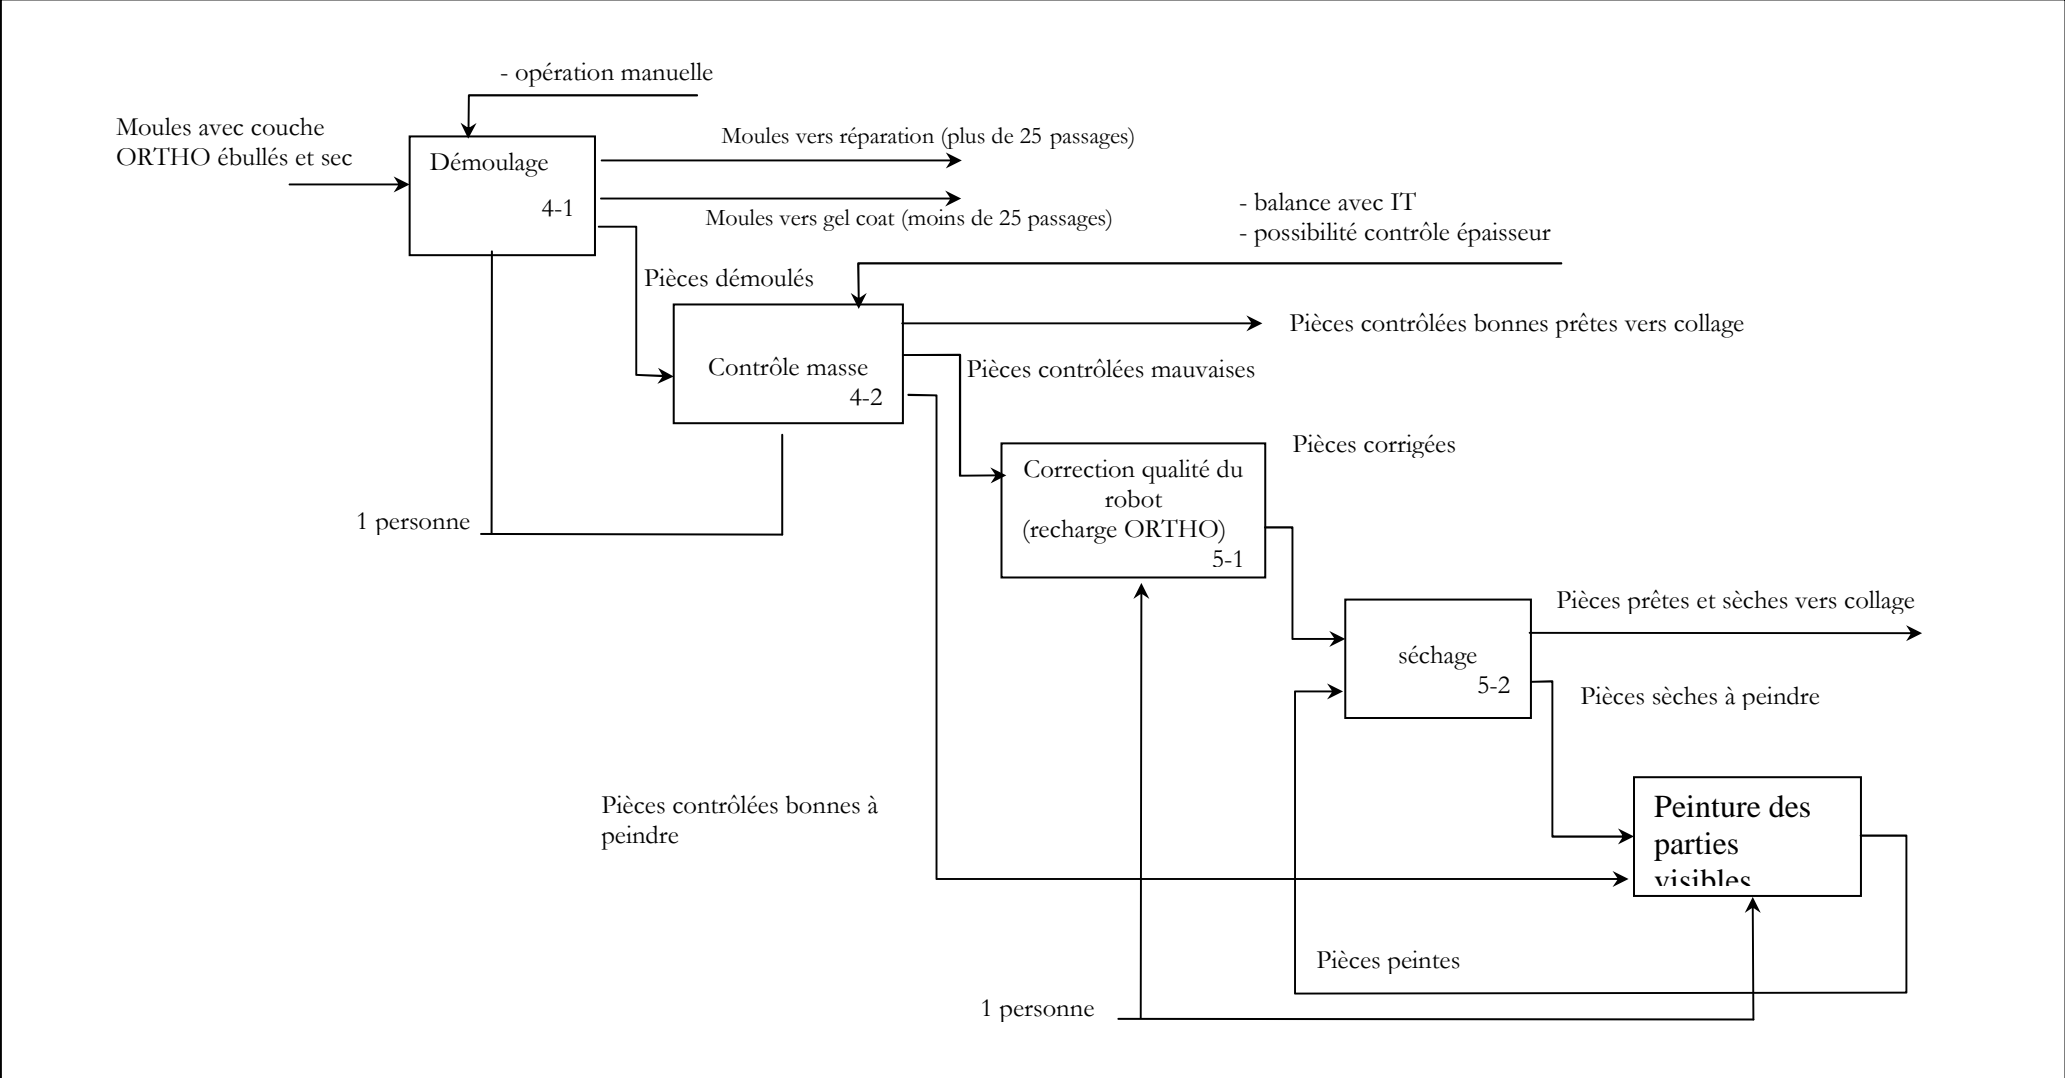 - opération manuelle
Moules avec couche
ORTHO ébullés et sec
Démoulage
4-1
Moules vers réparation (plus de 25 passages)
Moules vers gel coat (moins de 25 passages)
- balance avec IT
- possibilité contrôle épaisseur
Pièces démoulés
Contrôle masse
4-2
Pièces contrôlées bonnes prêtes vers collage
Pièces contrôlées mauvaises
1 personne
Correction qualité du
robot
(recharge ORTHO)
5-1
Pièces corrigées
séchage
5-2
Pièces prêtes et sèches vers collage
Pièces sèches à peindre
Pièces contrôlées bonnes à
peindre
Peinture des
parties
visibles
Pièces peintes
1 personne